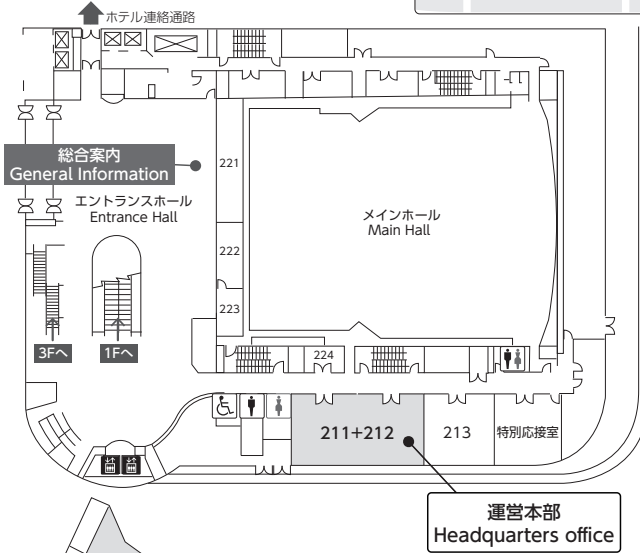 ホテル連絡通路
総合案内
General Information
221
エントランスホール
Entrance Hall
メインホール
Main Hall
222
223
3Fへ
1Fへ
224
211+212
213
特別応接室
運営本部
Headquarters office